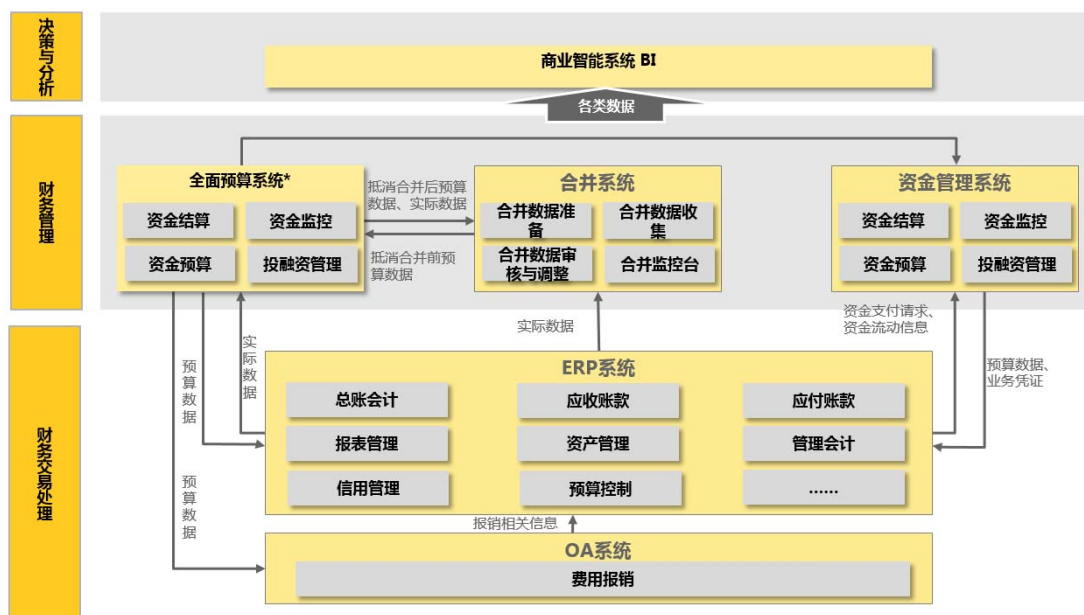 决策与分析
商业智能系统 BI
各类数据
财务管理
全面预算系统*
资金结算
资金监控
资金预算
投融资管理
抵消合并后预算
数据、实际数据
抵消合并前预
算数据
合并系统
合并数据准
备
合并数据收
集
合并数据审
核与调整
合并监控台
资金管理系统
资金结算
资金监控
资金预算
投融资管理
预算数据
实际数据
实际数据
资金支付请求、
资金流动信息
预算数据、
业务凭证
财务交易处理
ERP系统
总账会计
应收账款
应付账款
报表管理
资产管理
管理会计
信用管理
预算控制
……
预算数据
报销相关信息
OA系统
费用报销